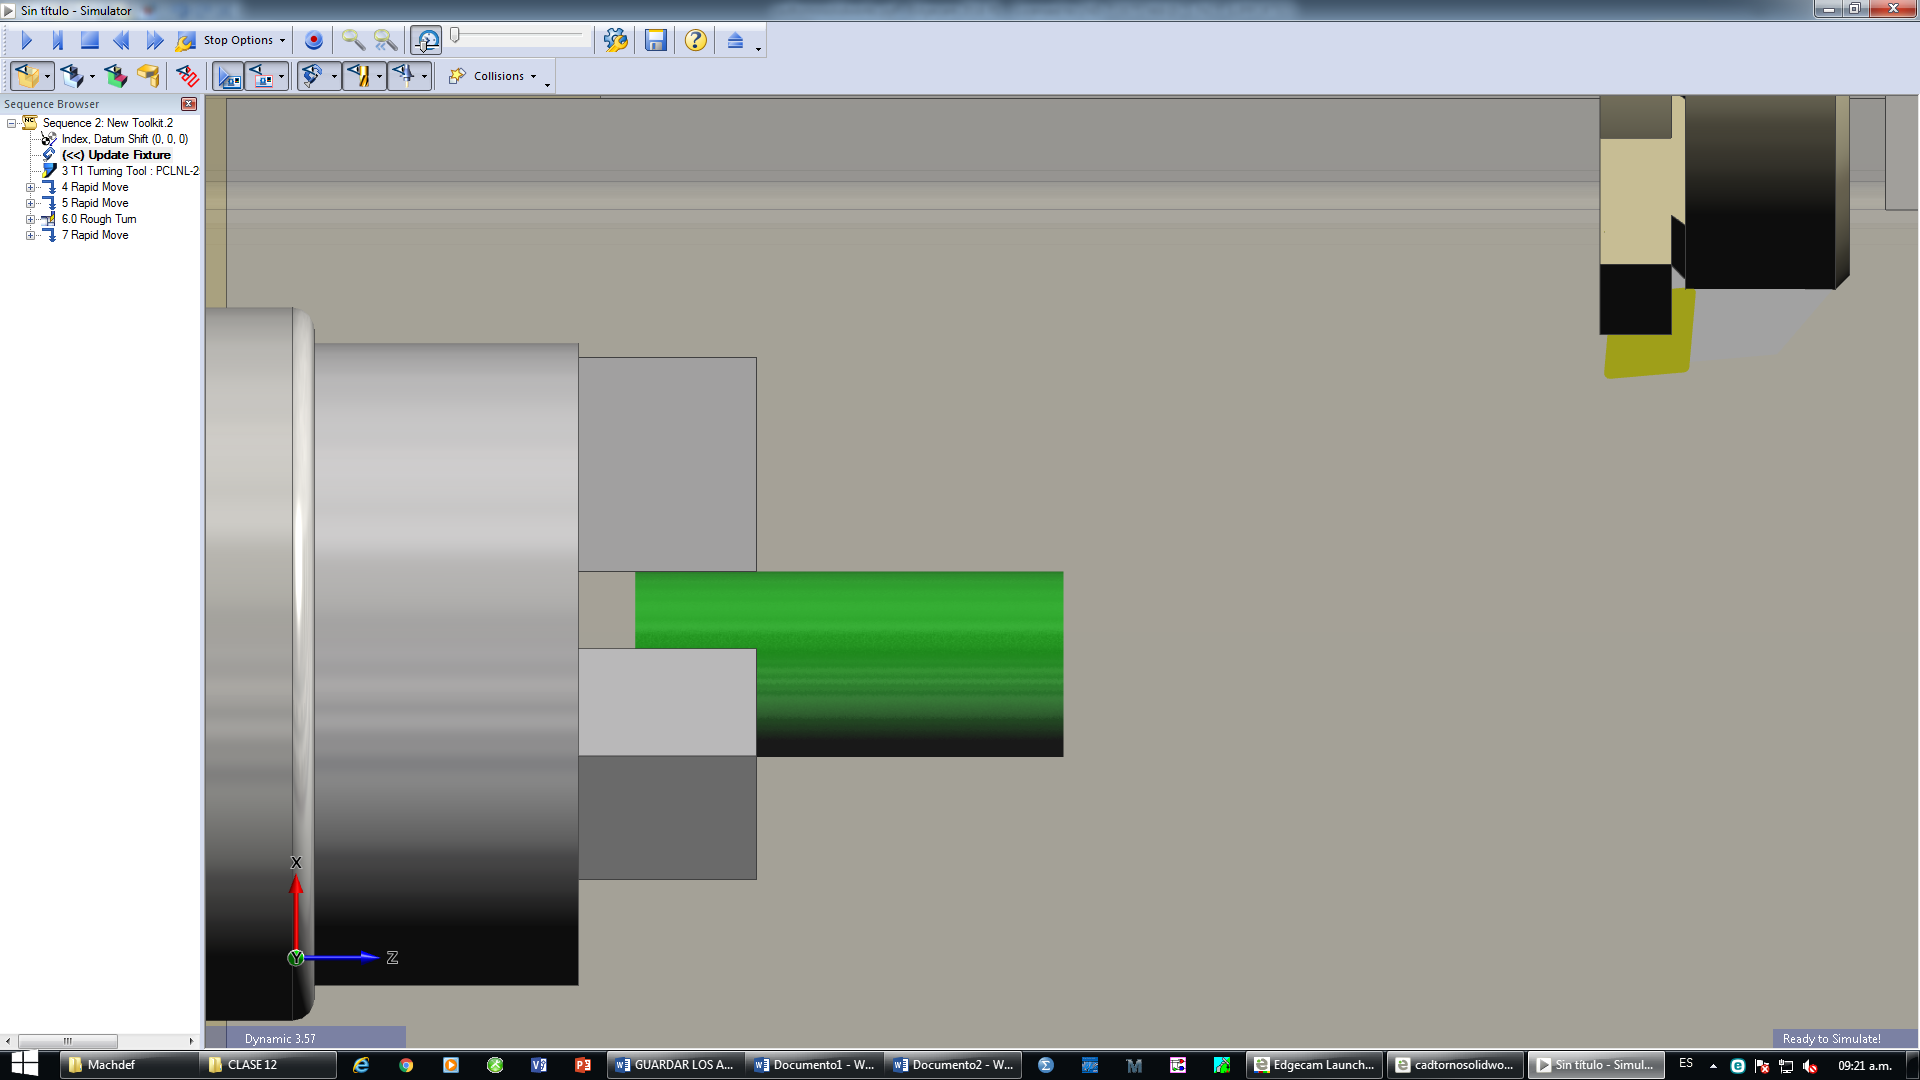 Sin título - Simulator
Stop Options
Collisions
Sequence Browser
Sequence 2: New Toolkit.2
Index, Datum Shift (0, 0, 0)
(<<) Update Fixture
3 T1 Turning Tool : PCLNL-2
4 Rapid Move
5 Rapid Move
6.0 Rough Turn
7 Rapid Move
X
Y
Z
Dynamic 3.57
Ready to Simulate!
Machdef
CLASE 12
GUARDAR LOS A...
Documento1 - W...
Documento2 - W...
Edgecam Launch...
cadtornosolidwo...
Sin título - Simul...
ES
09:21 a.m.